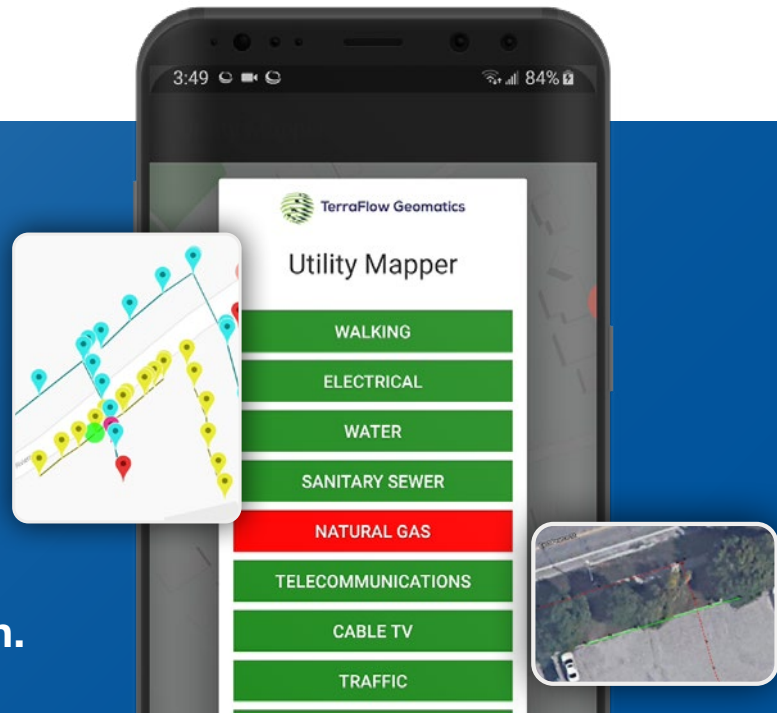 3:49
84%
TerraFlow Geomatics
Utility Mapper
WALKING
ELECTRICAL
WATER
SANITARY SEWER
NATURAL GAS
TELECOMMUNICATIONS
n.
CABLE TV
TRAFFIC